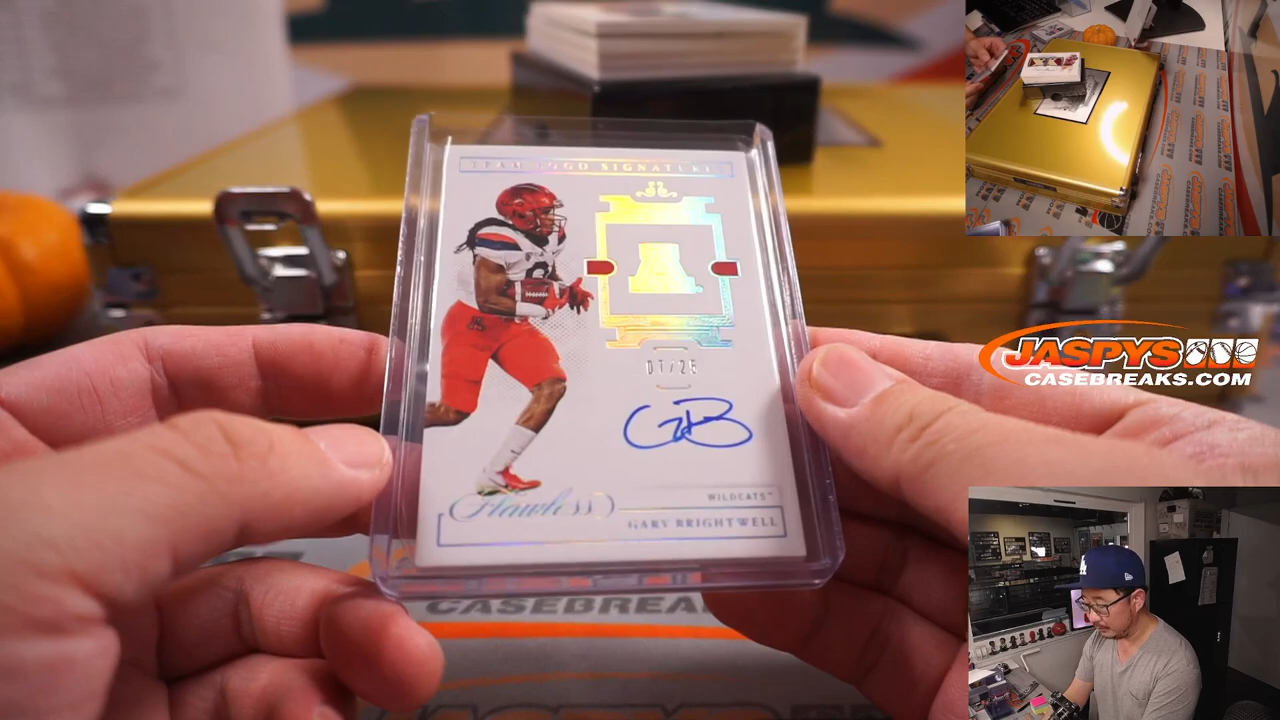 TEAM LOGO SIGNATURES
07/25
Flawless
WILDCATS
GARY BRIGHTWELL
JASPYS
CASEBREAKS.COM
CASEBREA